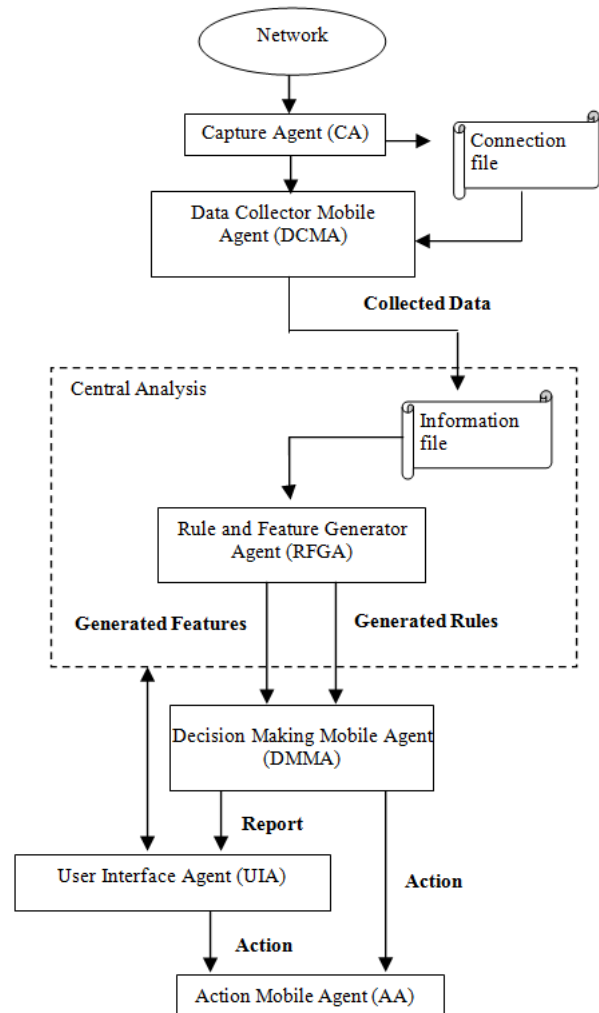 Network
Capture Agent (CA)
Connection
file
Data Collector Mobile
Agent (DCMA)
Collected Data
Central Analysis
Information
file
Rule and Feature Generator
Agent (RFGA)
Generated Features
Generated Rules
Decision Making Mobile Agent
(DMMA)
Report
User Interface Agent (UIA)
Action
Action
Action Mobile Agent (AA)